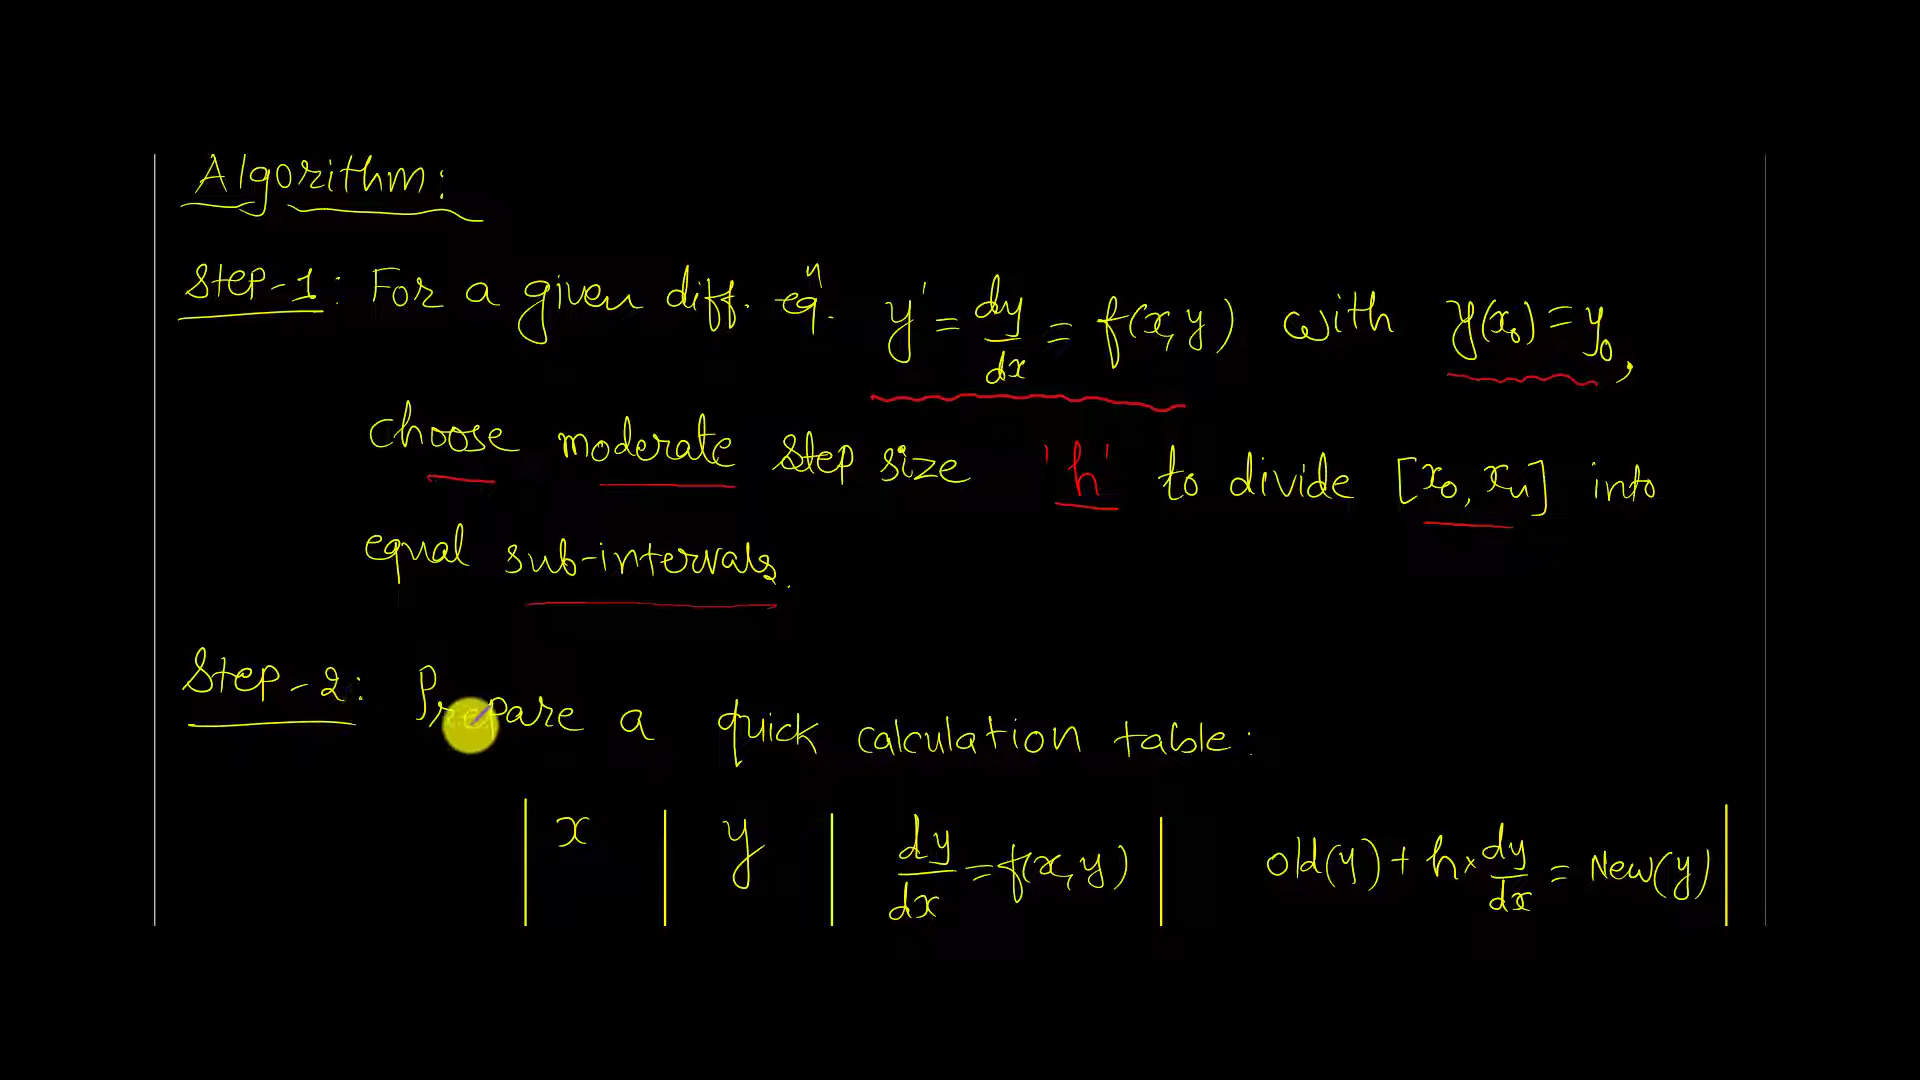 Algorithm:
Step-1: For a given diff. eqⁿ. y' = dy/dx = f(x, y) with y(x₀) = y₀,
choose moderate step size 'h' to divide [x₀, xₙ] into
equal sub-intervals.
Step-2: Prepare a quick calculation table:
| x | y | dy/dx = f(x, y) | old(y) + h × dy/dx = New(y) |